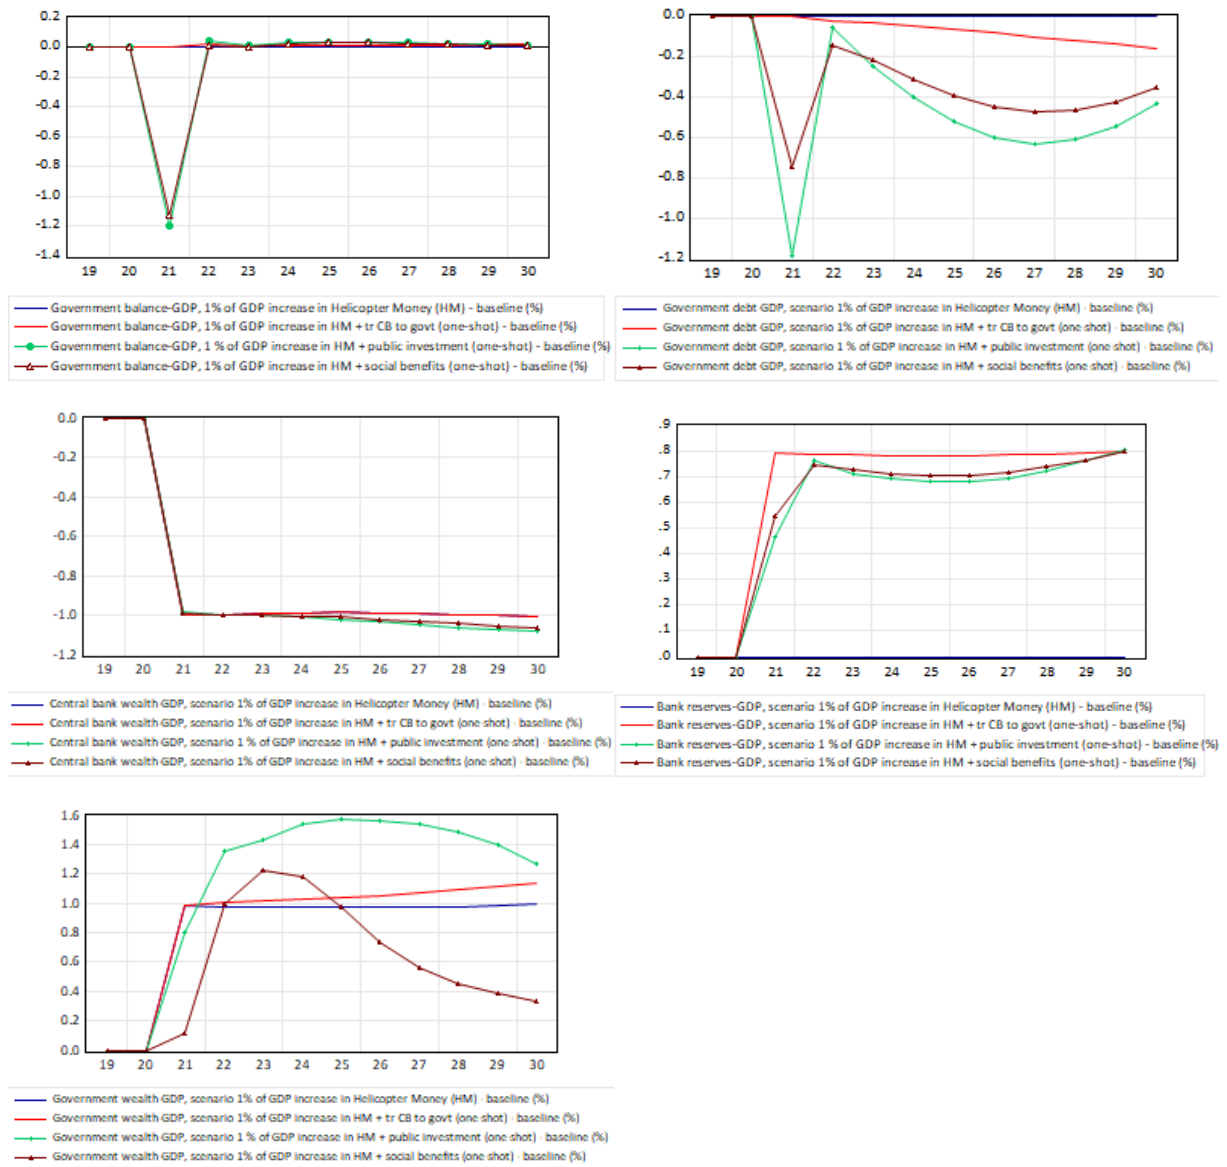 0.2
0.0
-0.2
-0.4
-0.6
-0.8
-1.0
-1.2
-1.4
19 20 21 22 23 24 25 26 27 28 29 30
Government balance-GDP, 1% of GDP increase in Helicopter Money (HM) - baseline (%)
Government balance-GDP, 1% of GDP increase in HM + tr CB to govt (one-shot) - baseline (%)
Government balance-GDP, 1 % of GDP increase in HM + public investment (one-shot) - baseline (%)
Government balance-GDP, 1% of GDP increase in HM + social benefits (one-shot) - baseline (%)
0.0
-0.2
-0.4
-0.6
-0.8
-1.0
-1.2
19 20 21 22 23 24 25 26 27 28 29 30
Government debt GDP, scenario 1% of GDP increase in Helicopter Money (HM) · baseline (%)
Government debt GDP, scenario 1% of GDP increase in HM + tr CB to govt (one-shot) · baseline (%)
Government debt GDP, scenario 1 % of GDP increase in HM + public investment (one-shot) · baseline (%)
Government debt GDP, scenario 1% of GDP increase in HM + social benefits (one-shot) · baseline (%)
0.0
-0.2
-0.4
-0.6
-0.8
-1.0
-1.2
19 20 21 22 23 24 25 26 27 28 29 30
Central bank wealth GDP, scenario 1% of GDP increase in Helicopter Money (HM) · baseline (%)
Central bank wealth GDP, scenario 1% of GDP increase in HM + tr CB to govt (one-shot) · baseline (%)
Central bank wealth GDP, scenario 1 % of GDP increase in HM + public investment (one-shot) · baseline (%)
Central bank wealth GDP, scenario 1% of GDP increase in HM + social benefits (one-shot) · baseline (%)
.9
.8
.7
.6
.5
.4
.3
.2
.1
.0
19 20 21 22 23 24 25 26 27 28 29 30
Bank reserves-GDP, scenario 1% of GDP increase in Helicopter Money (HM) - baseline (%)
Bank reserves-GDP, scenario 1% of GDP increase in HM + tr CB to govt (one-shot) - baseline (%)
Bank reserves-GDP, scenario 1 % of GDP increase in HM + public investment (one-shot) - baseline (%)
Bank reserves-GDP, scenario 1% of GDP increase in HM + social benefits (one-shot) - baseline (%)
1.6
1.4
1.2
1.0
0.8
0.6
0.4
0.2
0.0
19 20 21 22 23 24 25 26 27 28 29 30
Government wealth GDP, scenario 1% of GDP increase in Helicopter Money (HM) · baseline (%)
Government wealth GDP, scenario 1% of GDP increase in HM + tr CB to govt (one-shot) · baseline (%)
Government wealth GDP, scenario 1 % of GDP increase in HM + public investment (one-shot) · baseline (%)
Government wealth GDP, scenario 1% of GDP increase in HM + social benefits (one-shot) · baseline (%)